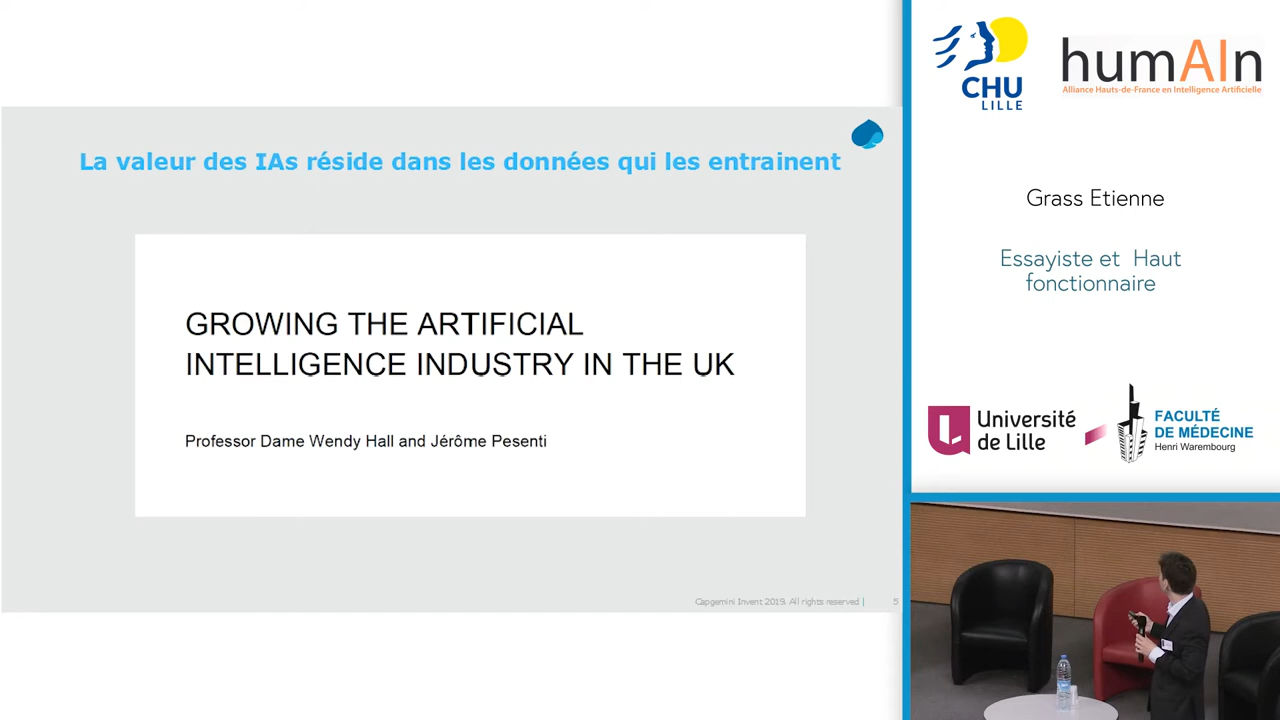 La valeur des IAs réside dans les données qui les entrainent
GROWING THE ARTIFICIAL
INTELLIGENCE INDUSTRY IN THE UK
Professor Dame Wendy Hall and Jérôme Pesenti
Capgemini Invent 2019. All rights reserved |
5
CHU
LILLE
humAIn
Alliance Hauts-de-France en Intelligence Artificielle
Grass Etienne
Essayiste et Haut
fonctionnaire
Université
de Lille
FACULTÉ
DE MÉDECINE
Henri Warembourg